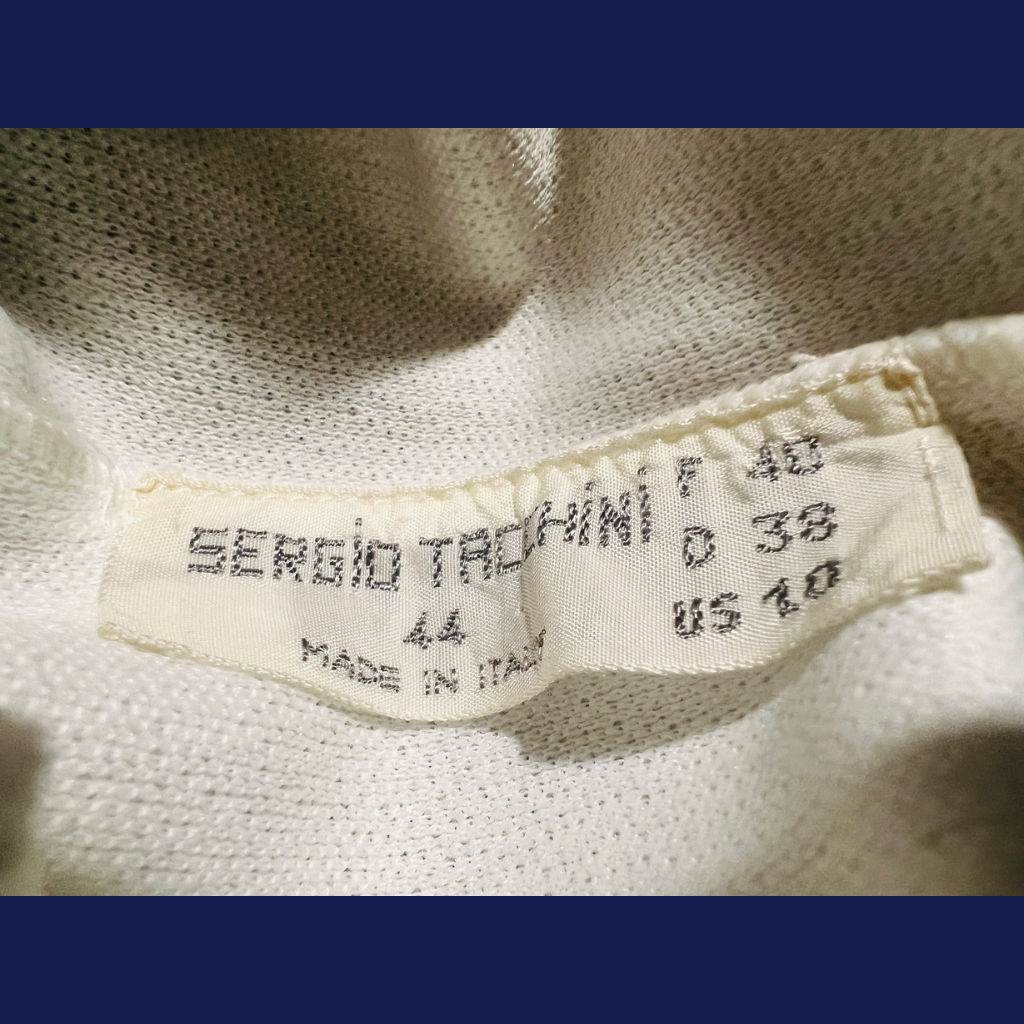 SERGiO TACCHiNi
44
MADE IN ITALY
F 40
D 38
US 10